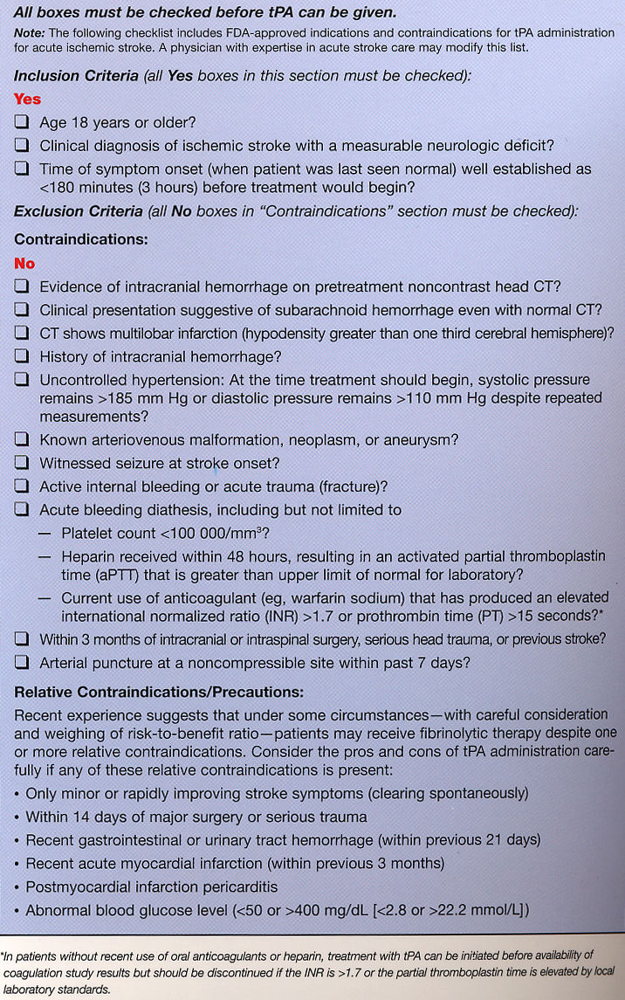 All boxes must be checked before tPA can be given.
Note: The following checklist includes FDA-approved indications and contraindications for tPA administration
for acute ischemic stroke. A physician with expertise in acute stroke care may modify this list.
Inclusion Criteria (all Yes boxes in this section must be checked):
Yes
❑ Age 18 years or older?
❑ Clinical diagnosis of ischemic stroke with a measurable neurologic deficit?
❑ Time of symptom onset (when patient was last seen normal) well established as
<180 minutes (3 hours) before treatment would begin?
Exclusion Criteria (all No boxes in “Contraindications” section must be checked):
Contraindications:
No
❑ Evidence of intracranial hemorrhage on pretreatment noncontrast head CT?
❑ Clinical presentation suggestive of subarachnoid hemorrhage even with normal CT?
❑ CT shows multilobar infarction (hypodensity greater than one third cerebral hemisphere)?
❑ History of intracranial hemorrhage?
❑ Uncontrolled hypertension: At the time treatment should begin, systolic pressure
remains >185 mm Hg or diastolic pressure remains >110 mm Hg despite repeated
measurements?
❑ Known arteriovenous malformation, neoplasm, or aneurysm?
❑ Witnessed seizure at stroke onset?
❑ Active internal bleeding or acute trauma (fracture)?
❑ Acute bleeding diathesis, including but not limited to
— Platelet count <100 000/mm³?
— Heparin received within 48 hours, resulting in an activated partial thromboplastin
time (aPTT) that is greater than upper limit of normal for laboratory?
— Current use of anticoagulant (eg, warfarin sodium) that has produced an elevated
international normalized ratio (INR) >1.7 or prothrombin time (PT) >15 seconds?*
❑ Within 3 months of intracranial or intraspinal surgery, serious head trauma, or previous stroke?
❑ Arterial puncture at a noncompressible site within past 7 days?
Relative Contraindications/Precautions:
Recent experience suggests that under some circumstances—with careful consideration
and weighing of risk-to-benefit ratio—patients may receive fibrinolytic therapy despite one
or more relative contraindications. Consider the pros and cons of tPA administration care-
fully if any of these relative contraindications is present:
• Only minor or rapidly improving stroke symptoms (clearing spontaneously)
• Within 14 days of major surgery or serious trauma
• Recent gastrointestinal or urinary tract hemorrhage (within previous 21 days)
• Recent acute myocardial infarction (within previous 3 months)
• Postmyocardial infarction pericarditis
• Abnormal blood glucose level (<50 or >400 mg/dL [<2.8 or >22.2 mmol/L])
*In patients without recent use of oral anticoagulants or heparin, treatment with tPA can be initiated before availability of
coagulation study results but should be discontinued if the INR is >1.7 or the partial thromboplastin time is elevated by local
laboratory standards.